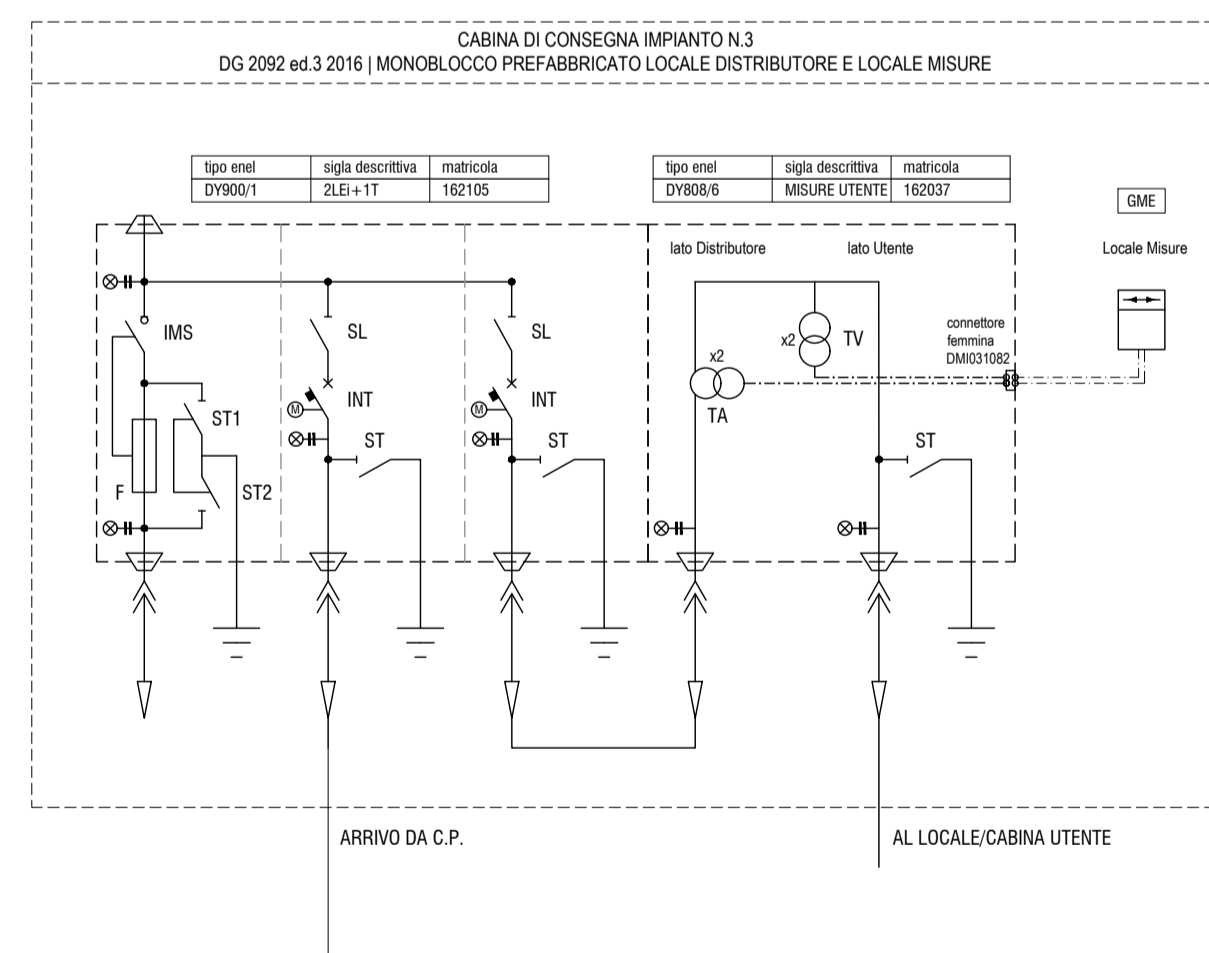 CABINA DI CONSEGNA IMPIANTO N.3
DG 2092 ed.3 2016 | MONOBLOCCO PREFABBRICATO LOCALE DISTRIBUTORE E LOCALE MISURE
tipo enel sigla descrittiva matricola
DY900/1 2LEi+1T 162105
tipo enel sigla descrittiva matricola
DY808/6 MISURE UTENTE 162037
GME
Locale Misure
lato Distributore
lato Utente
connettore
femmina
DMI031082
IMS
SL
SL
x2
TV
x2
TA
M
INT
M
INT
ST1
ST
ST
ST
F
ST2
ARRIVO DA C.P.
AL LOCALE/CABINA UTENTE